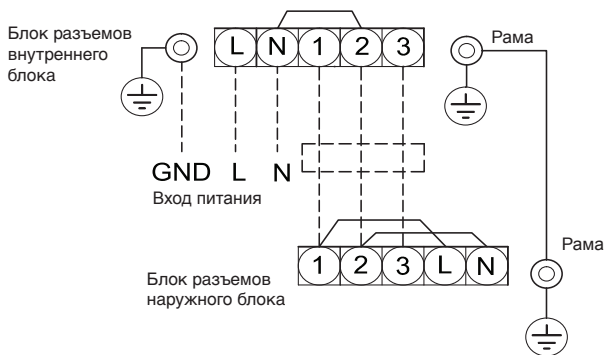 Блок разъемов
внутреннего
блока
L N 1 2 3
Рама
GND L N
Вход питания
1 2 3 L N
Рама
Блок разъемов
наружного блока